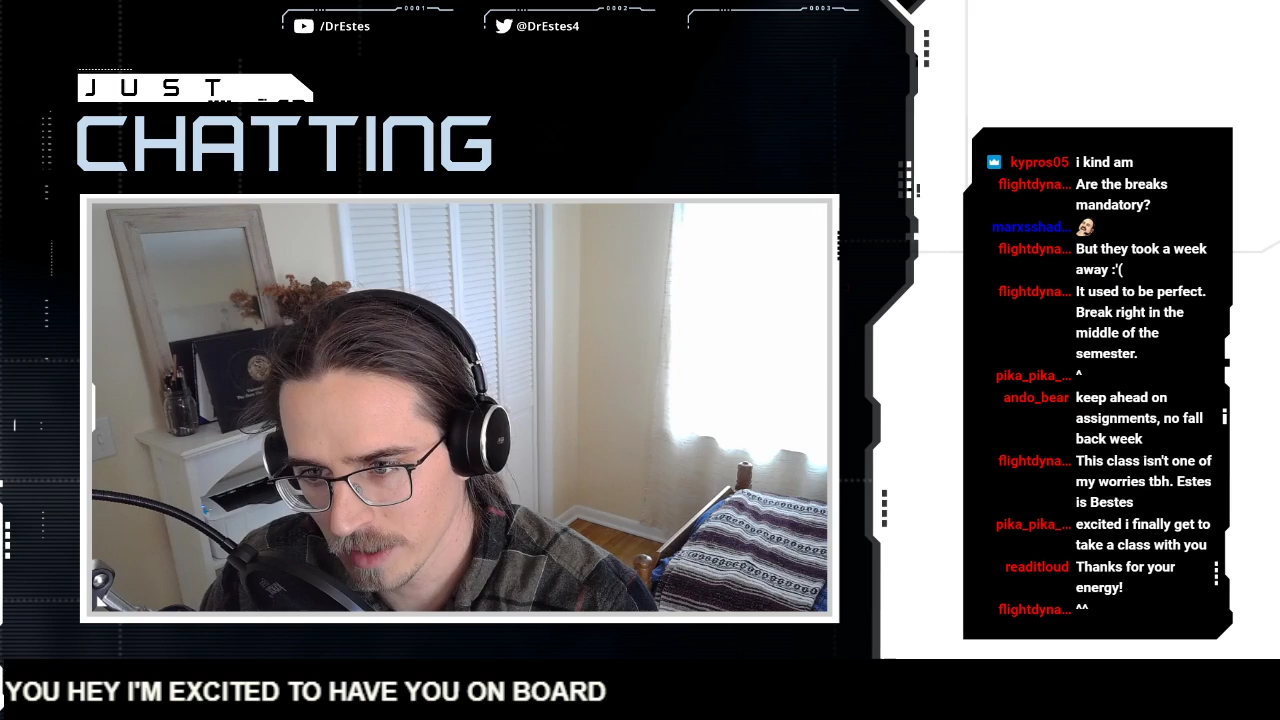 0001
0002
0003
/DrEstes
@DrEstes4
JUST
CHATTING
kypros05 i kind am
flightdyna... Are the breaks
mandatory?
marxsshad...
flightdyna... But they took a week
away :'(
flightdyna... It used to be perfect.
Break right in the
middle of the
semester.
pika_pika_... ^
ando_bear keep ahead on
assignments, no fall
back week
flightdyna... This class isn't one of
my worries tbh. Estes
is Bestes
pika_pika_... excited i finally get to
take a class with you
readitloud Thanks for your
energy!
flightdyna... ^^
YOU HEY I'M EXCITED TO HAVE YOU ON BOARD